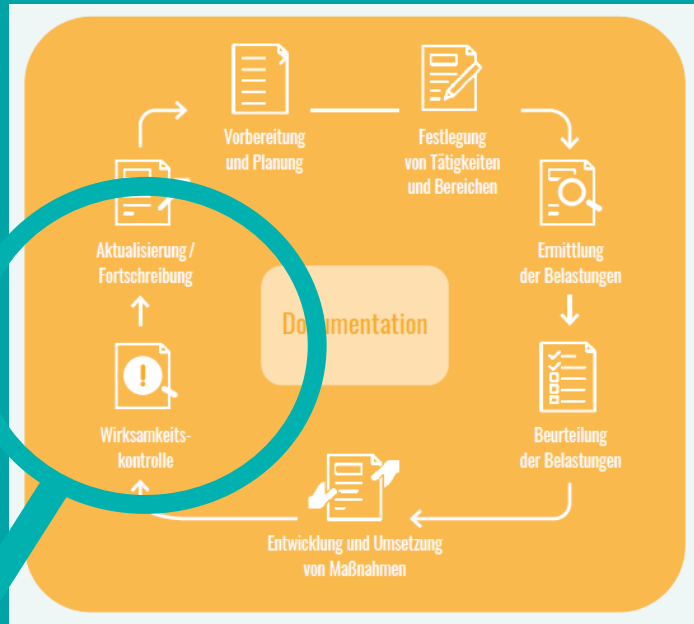 Vorbereitung
und Planung
Festlegung
von Tätigkeiten
und Bereichen
Ermittlung
der Belastungen
Beurteilung
der Belastungen
Entwicklung und Umsetzung
von Maßnahmen
Wirksamkeits-
kontrolle
Aktualisierung /
Fortschreibung
Dokumentation